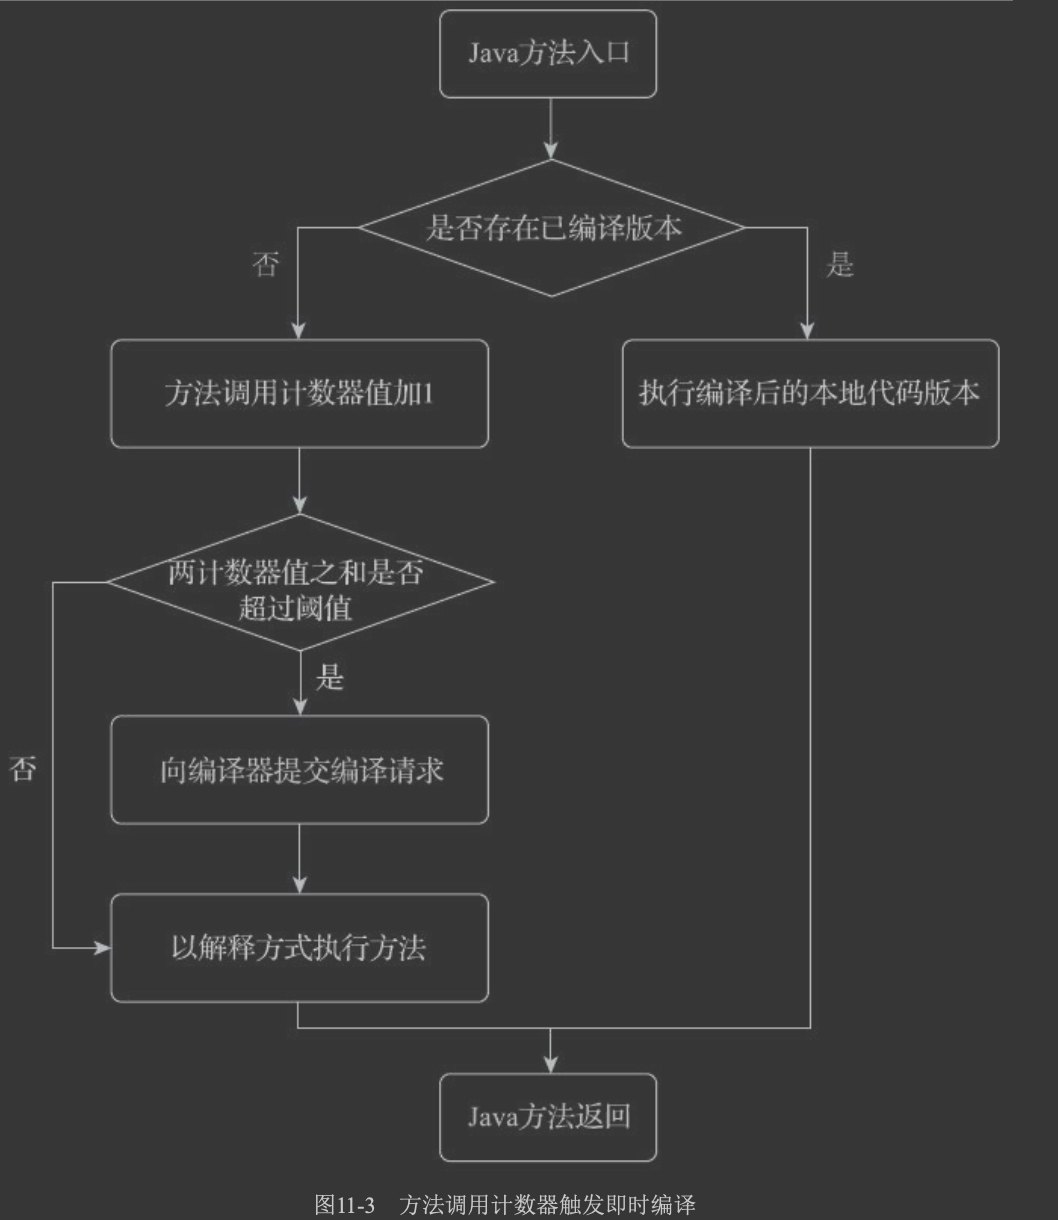 Java方法入口
是否存在已编译版本
否
是
方法调用计数器值加1
执行编译后的本地代码版本
两计数器值之和是否
超过阈值
是
向编译器提交编译请求
否
以解释方式执行方法
Java方法返回
图11-3 方法调用计数器触发即时编译